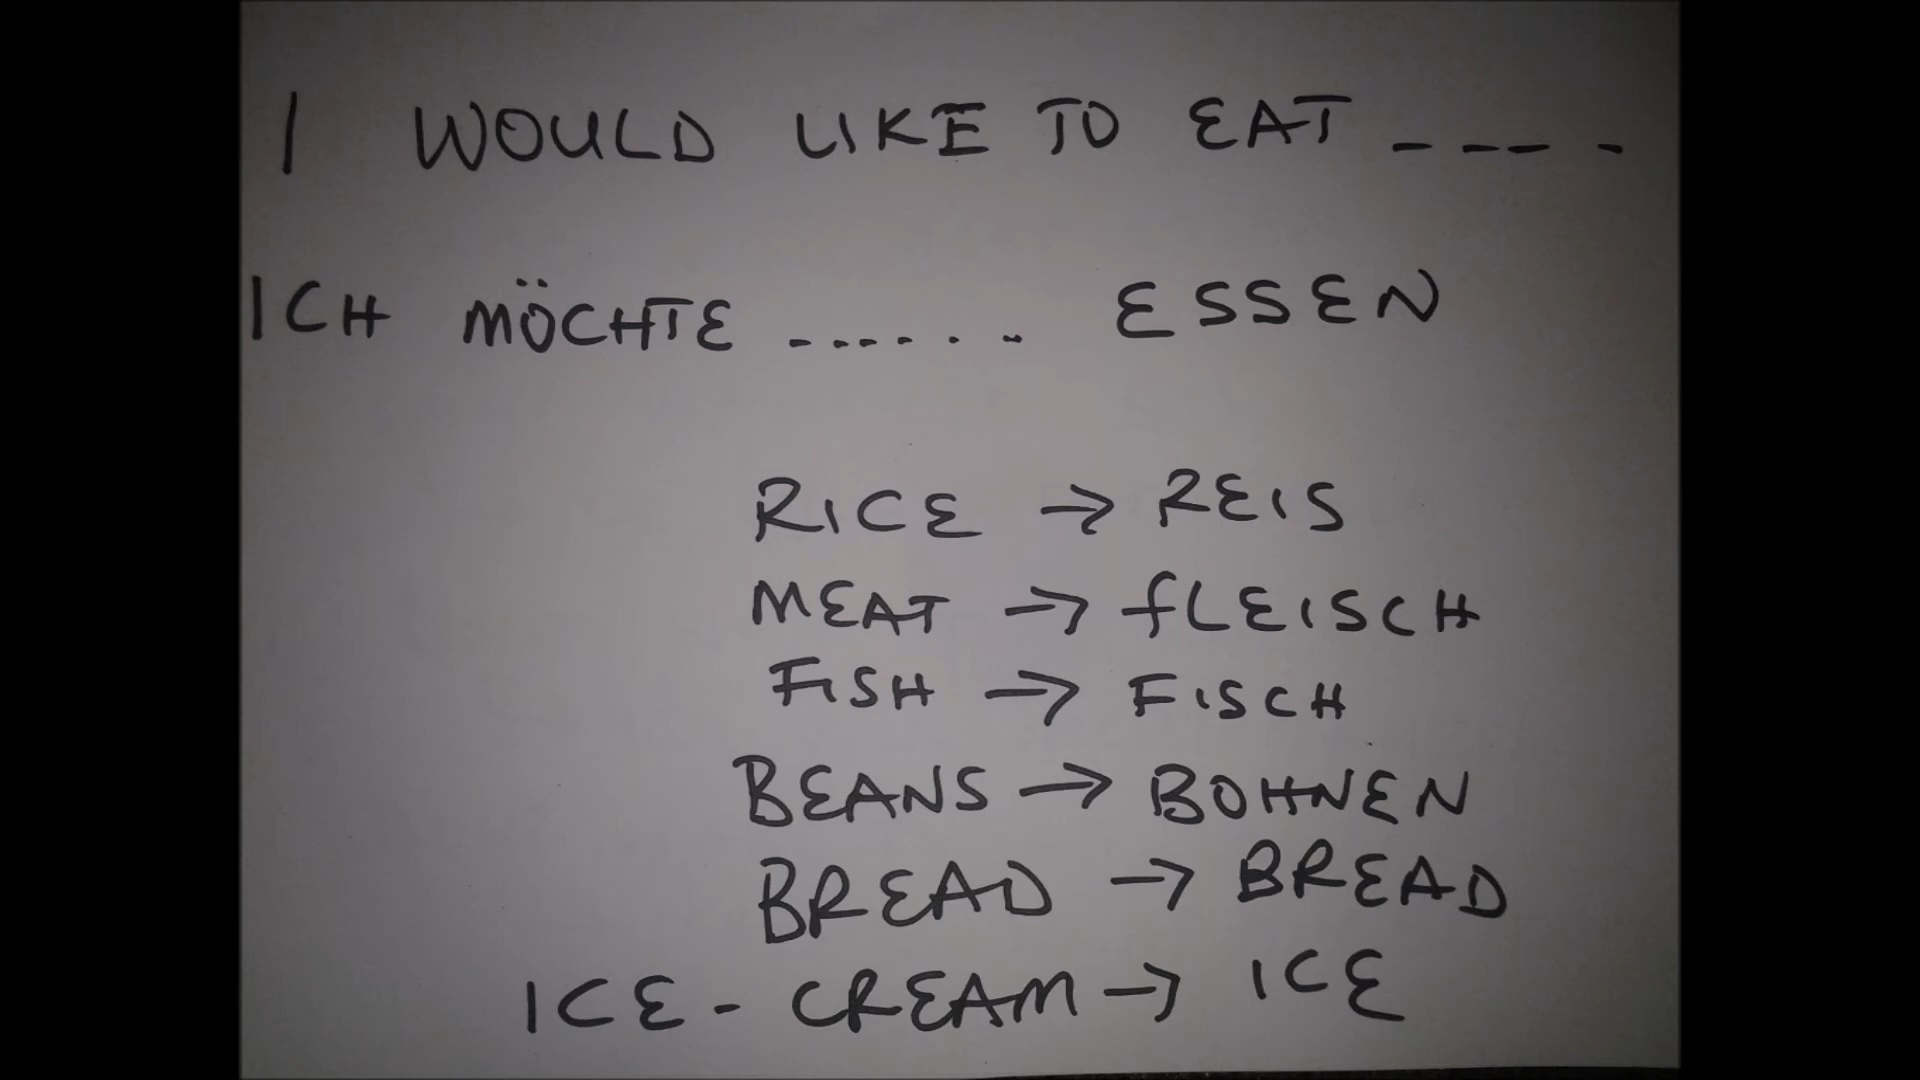 I WOULD LIKE TO EAT _ _ _ _
ICH MÖCHTE ...... ESSEN
RICE → REIS
MEAT → fLEISCH
FISH → FISCH
BEANS → BOHNEN
BREAD → BREAD
ICE - CREAM → ICE